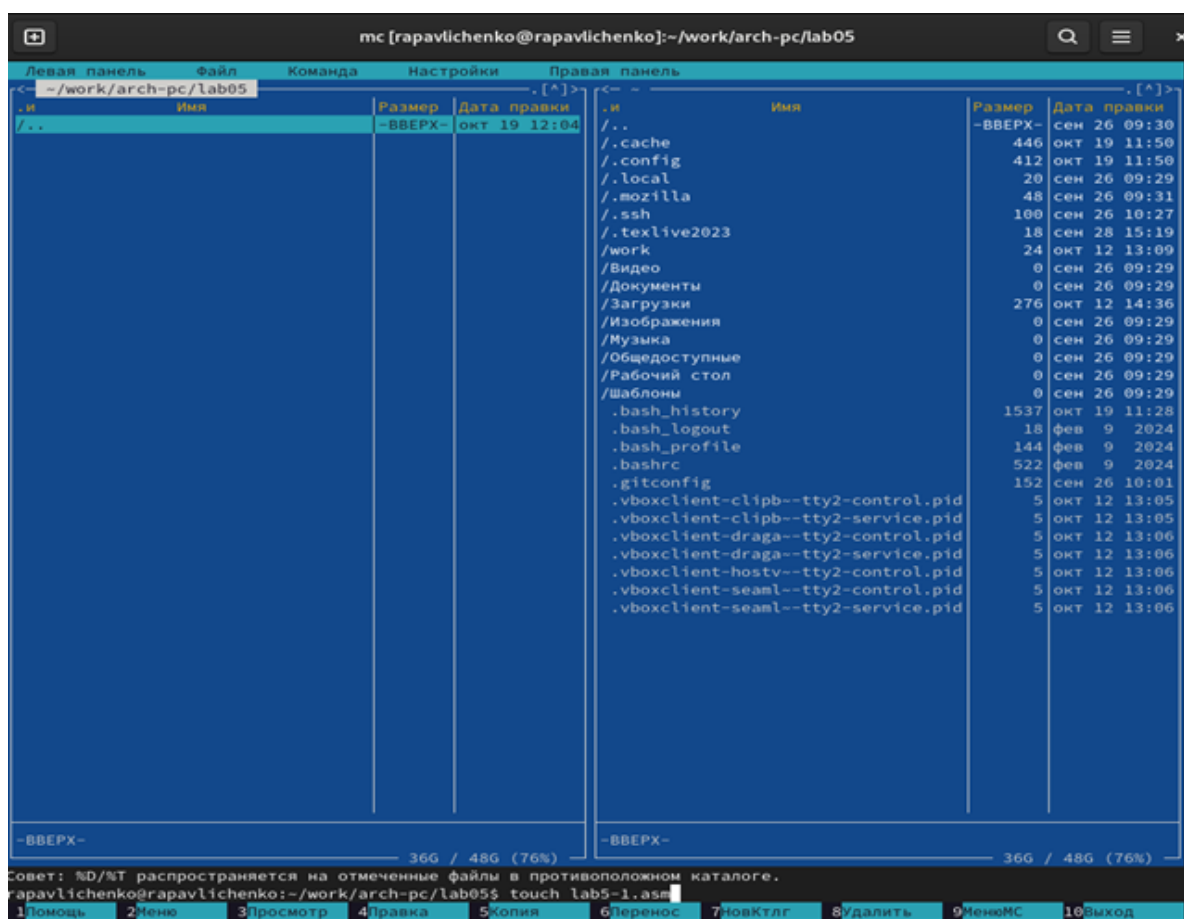 mc [rapavlichenko@rapavlichenko]:~/work/arch-pc/lab05
Левая панель Файл Команда Настройки Правая панель
<─ ~/work/arch-pc/lab05 .[^]>
.и Имя Размер Дата правки
/.. -ВВЕРХ- окт 19 12:04
-ВВЕРХ-
36G / 48G (76%)
<─ ~ .[^]>
.и Имя Размер Дата правки
/.. -ВВЕРХ- сен 26 09:30
/.cache 446 окт 19 11:50
/.config 412 окт 19 11:50
/.local 20 сен 26 09:29
/.mozilla 48 сен 26 09:31
/.ssh 100 сен 26 10:27
/.texlive2023 18 сен 28 15:19
/work 24 окт 12 13:09
/Видео 0 сен 26 09:29
/Документы 0 сен 26 09:29
/Загрузки 276 окт 12 14:36
/Изображения 0 сен 26 09:29
/Музыка 0 сен 26 09:29
/Общедоступные 0 сен 26 09:29
/Рабочий стол 0 сен 26 09:29
/Шаблоны 0 сен 26 09:29
.bash_history 1537 окт 19 11:28
.bash_logout 18 фев 9 2024
.bash_profile 144 фев 9 2024
.bashrc 522 фев 9 2024
.gitconfig 152 сен 26 10:01
.vboxclient-clipb~-tty2-control.pid 5 окт 12 13:05
.vboxclient-clipb~-tty2-service.pid 5 окт 12 13:05
.vboxclient-draga~-tty2-control.pid 5 окт 12 13:06
.vboxclient-draga~-tty2-service.pid 5 окт 12 13:06
.vboxclient-hostv~-tty2-control.pid 5 окт 12 13:06
.vboxclient-seaml~-tty2-control.pid 5 окт 12 13:06
.vboxclient-seaml~-tty2-service.pid 5 окт 12 13:06
-ВВЕРХ-
36G / 48G (76%)
Совет: %D/%T распространяется на отмеченные файлы в противоположном каталоге.
rapavlichenko@rapavlichenko:~/work/arch-pc/lab05$ touch lab5-1.asm
1Помощь 2Меню 3Просмотр 4Правка 5Копия 6Перенос 7НовКтлг 8Удалить 9МенюMC 10Выход